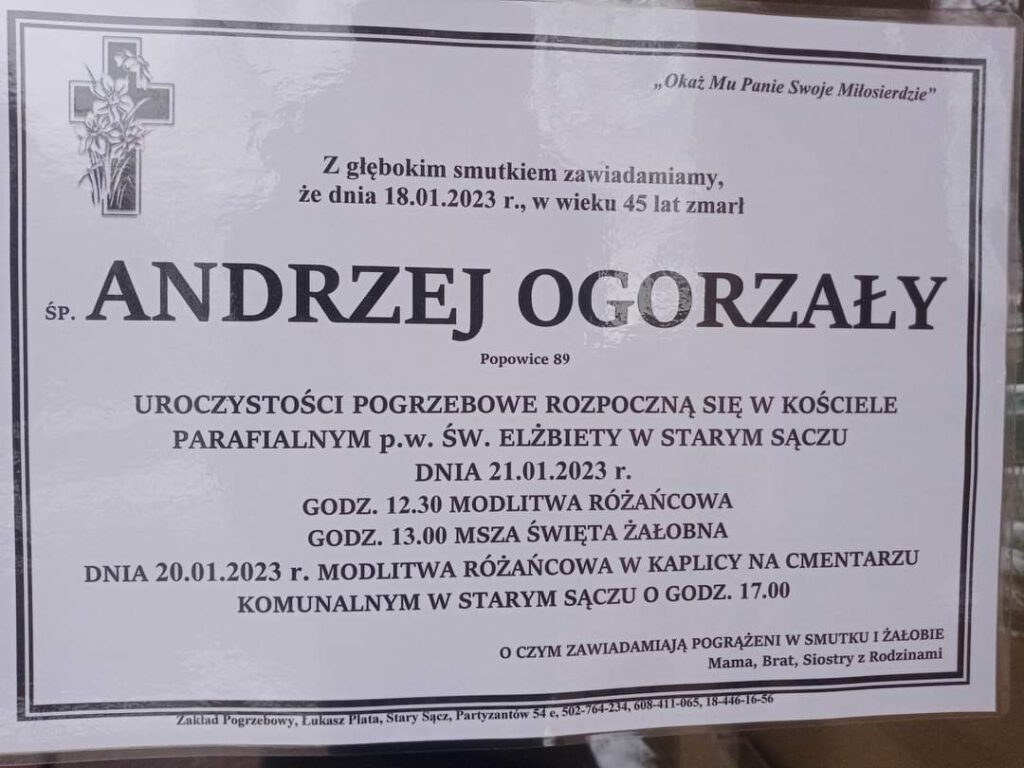 „Okaż Mu Panie Swoje Miłosierdzie”
Z głębokim smutkiem zawiadamiamy,
że dnia 18.01.2023 r., w wieku 45 lat zmarł
ŚP. ANDRZEJ OGORZAŁY
Popowice 89
UROCZYSTOŚCI POGRZEBOWE ROZPOCZNĄ SIĘ W KOŚCIELE
PARAFIALNYM p.w. ŚW. ELŻBIETY W STARYM SĄCZU
DNIA 21.01.2023 r.
GODZ. 12.30 MODLITWA RÓŻAŃCOWA
GODZ. 13.00 MSZA ŚWIĘTA ŻAŁOBNA
DNIA 20.01.2023 r. MODLITWA RÓŻAŃCOWA W KAPLICY NA CMENTARZU
KOMUNALNYM W STARYM SĄCZU O GODZ. 17.00
O CZYM ZAWIADAMIAJĄ POGRĄŻENI W SMUTKU I ŻAŁOBIE
Mama, Brat, Siostry z Rodzinami
Zakład Pogrzebowy, Łukasz Plata, Stary Sącz, Partyzantów 54 e, 502-764-234, 608-411-065, 18-446-16-56